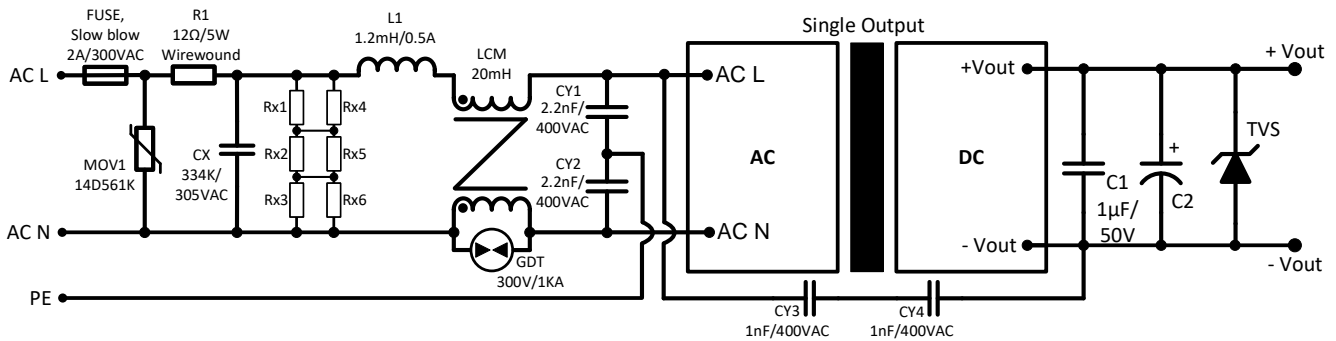 FUSE,
Slow blow
2A/300VAC
R1
12Ω/5W
Wirewound
L1
1.2mH/0.5A
LCM
20mH
Single Output
AC L
AC L
+Vout
+ Vout
Rx1
Rx4
CY1
2.2nF/
400VAC
MOV1
14D561K
CX
334K/
305VAC
Rx2
Rx5
AC
DC
TVS
+
CY2
2.2nF/
400VAC
C1
1µF/
50V
C2
Rx3
Rx6
AC N
AC N
- Vout
- Vout
GDT
300V/1KA
PE
CY3
1nF/400VAC
CY4
1nF/400VAC